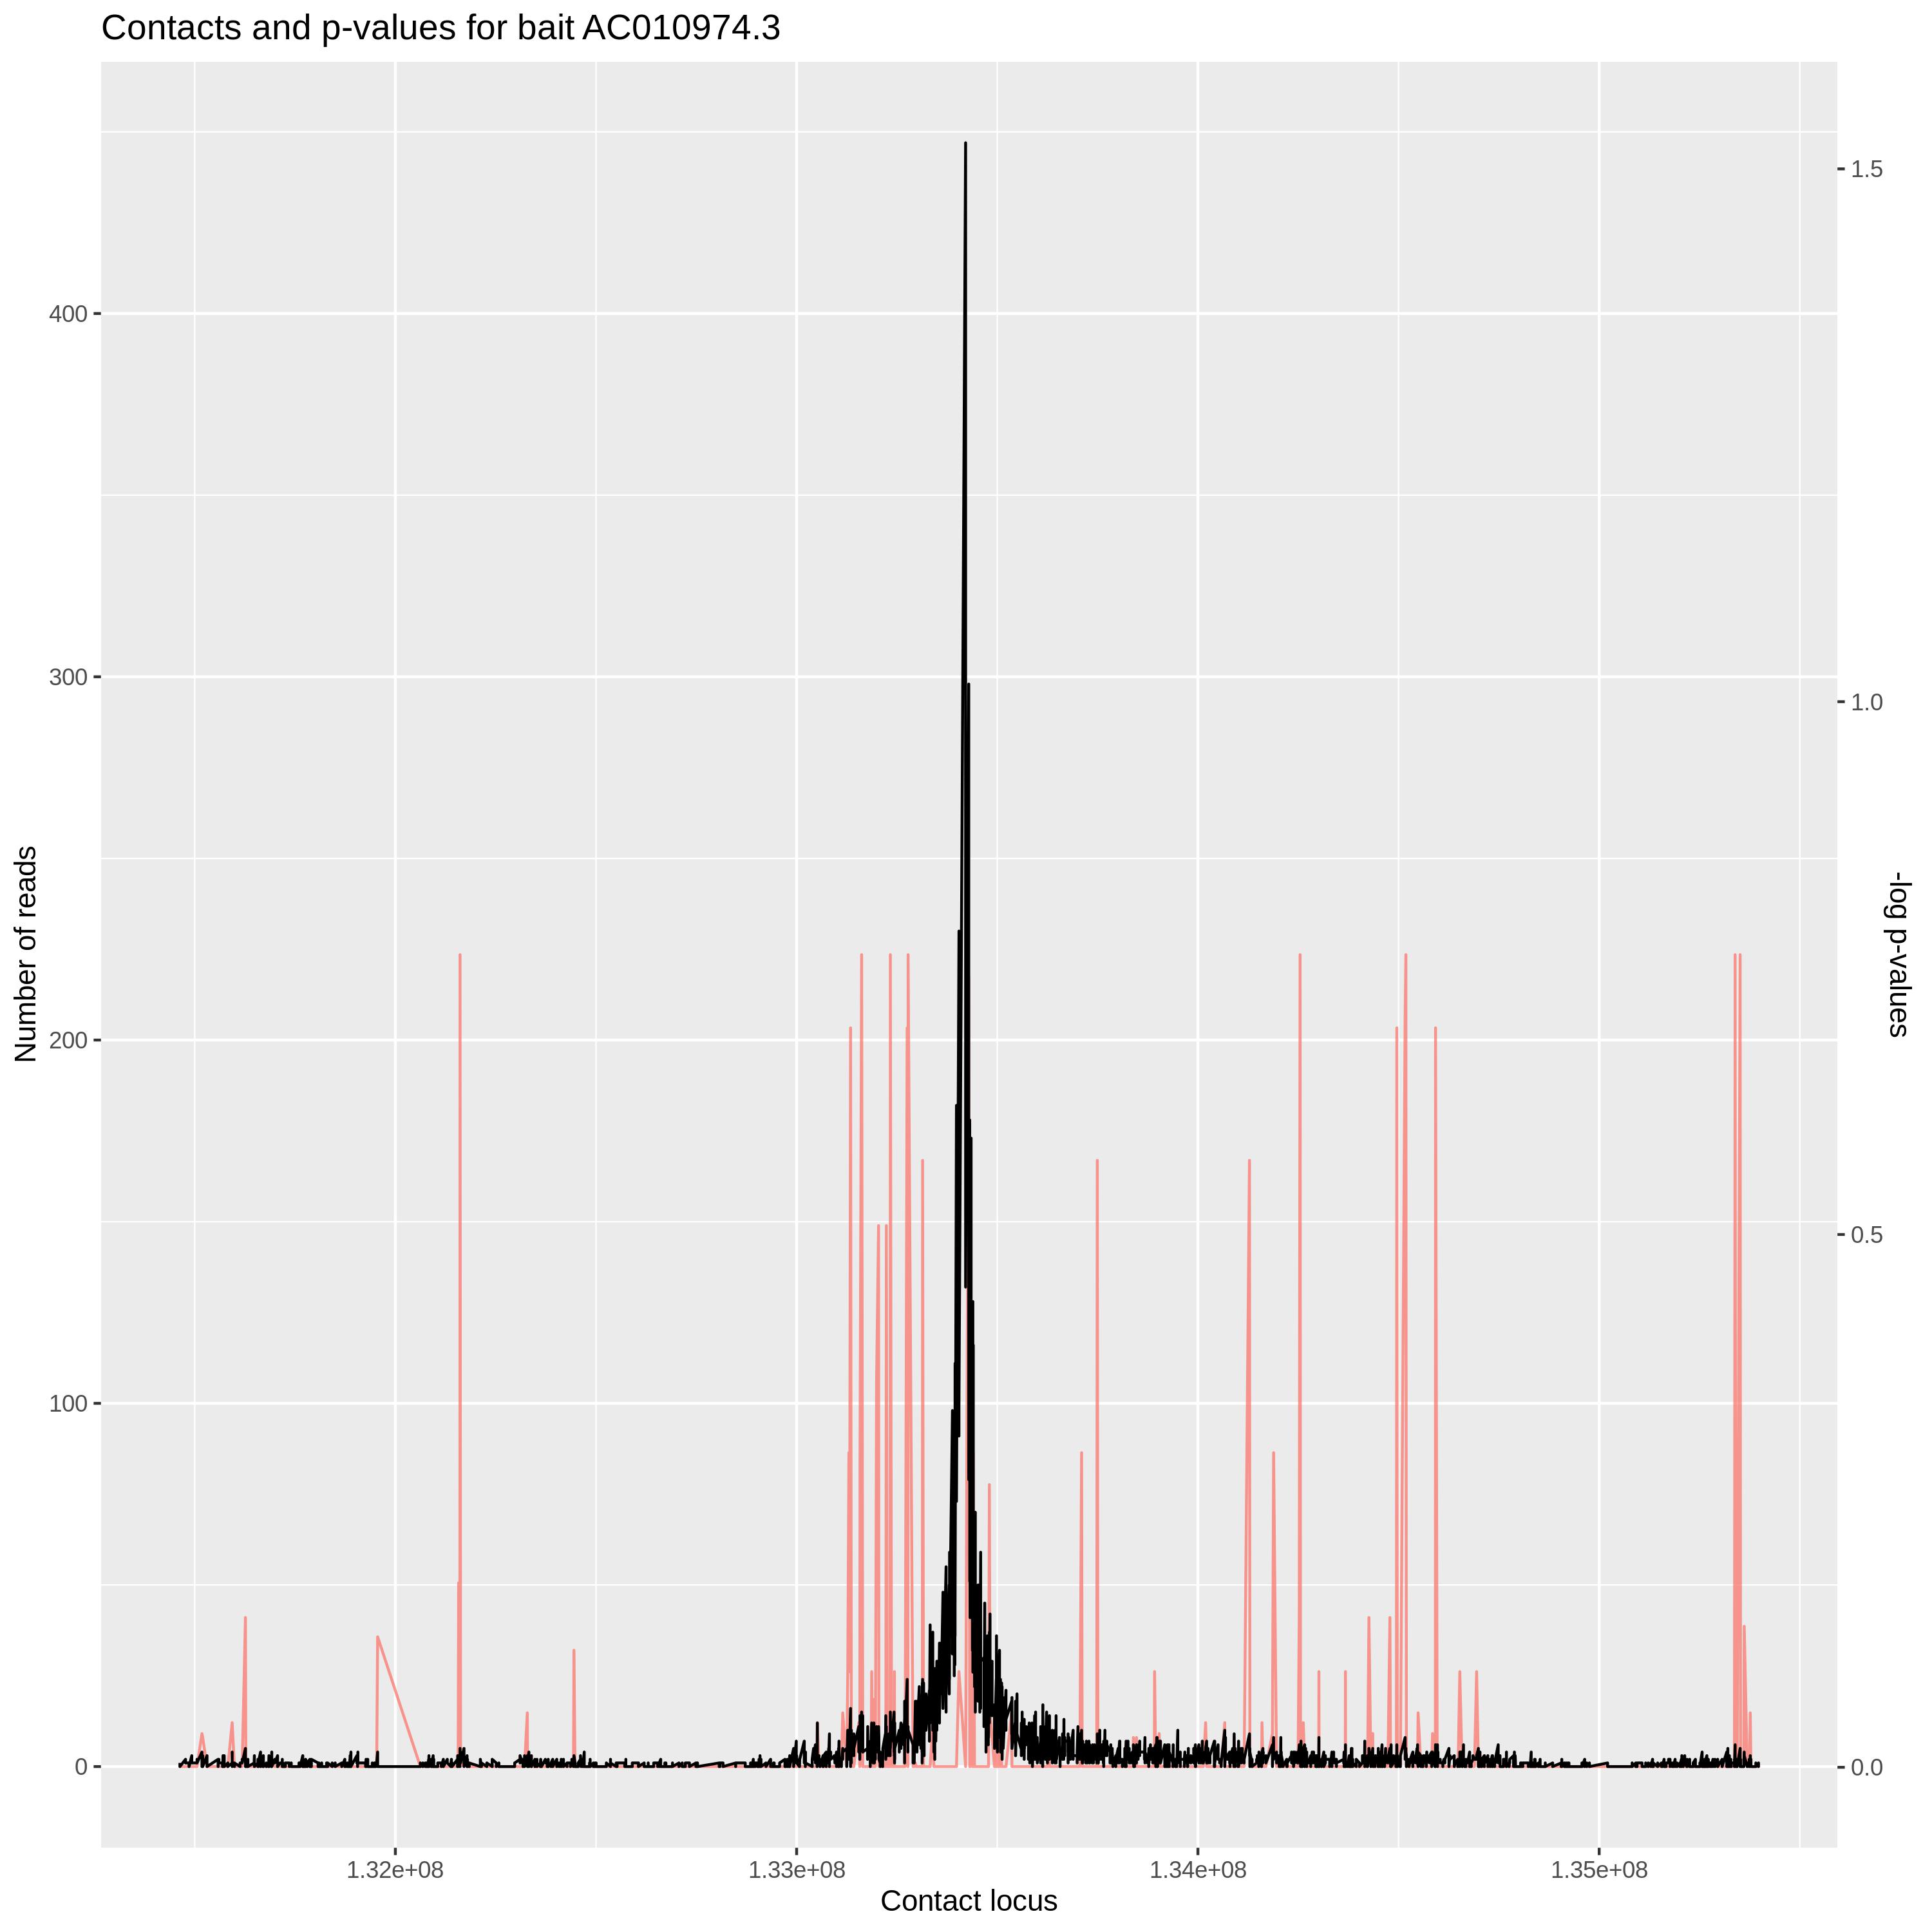 Contacts and p-values for bait AC010974.3
Number of reads
400
300
200
100
0
1.5
1.0
0.5
0.0
-log p-values
1.32e+08
1.33e+08
1.34e+08
1.35e+08
Contact locus